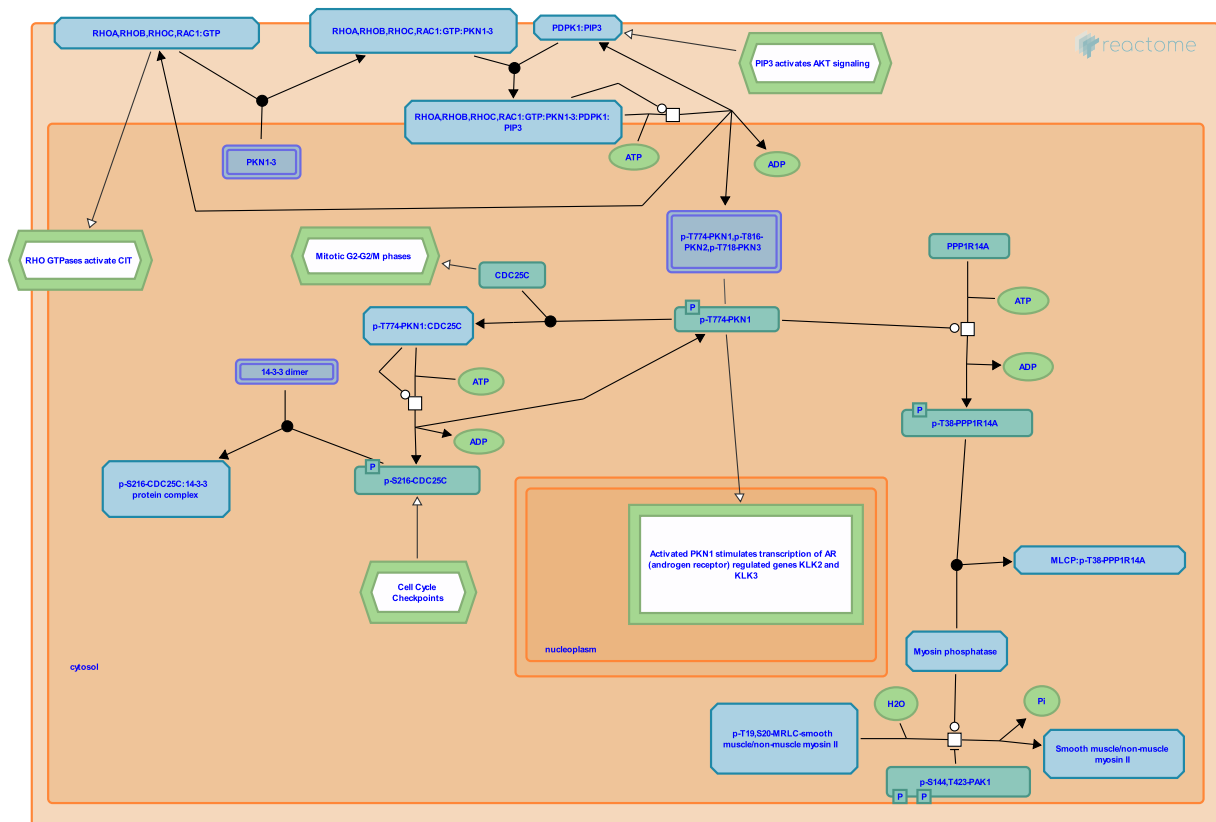 RHOA,RHOB,RHOC,RAC1:GTP
RHOA,RHOB,RHOC,RAC1:GTP:PKN1-3
PDPK1:PIP3
PIP3 activates AKT signaling
reactome
RHOA,RHOB,RHOC,RAC1:GTP:PKN1-3:PDPK1:
PIP3
PKN1-3
ATP
ADP
RHO GTPases activate CIT
Mitotic G2-G2/M phases
CDC25C
p-T774-PKN1,p-T816-
PKN2,p-T718-PKN3
PPP1R14A
ATP
P
p-T774-PKN1
p-T774-PKN1:CDC25C
14-3-3 dimer
ATP
ADP
ADP
P
p-T38-PPP1R14A
P
p-S216-CDC25C
p-S216-CDC25C:14-3-3
protein complex
Cell Cycle
Checkpoints
Activated PKN1 stimulates transcription of AR
(androgen receptor) regulated genes KLK2 and
KLK3
nucleoplasm
MLCP:p-T38-PPP1R14A
Myosin phosphatase
cytosol
H2O
Pi
p-T19,S20-MRLC-smooth
muscle/non-muscle myosin II
Smooth muscle/non-muscle
myosin II
p-S144,T423-PAK1
P
P